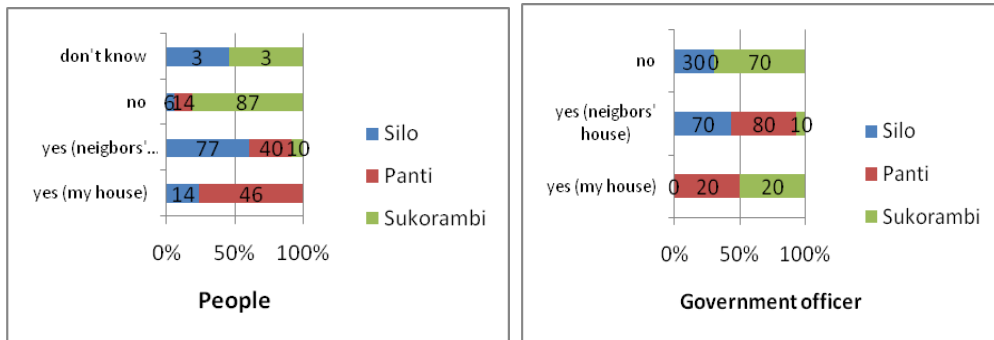 don't know
3 3
no
6 14 87
yes (neigbors'...
77 40 10
yes (my house)
14 46
0% 50% 100%
People
Silo
Panti
Sukorambi
no
30 0 70
yes (neigbors'
house)
70 80 10
yes (my house)
0 20 20
0% 50% 100%
Government officer
Silo
Panti
Sukorambi